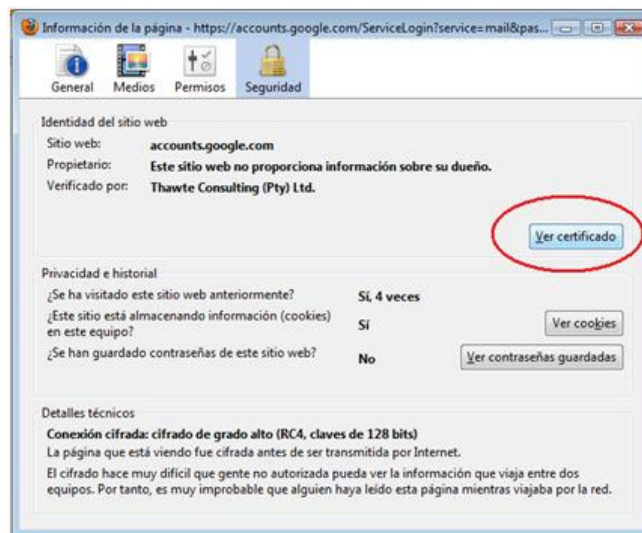 Información de la página - https://accounts.google.com/ServiceLogin?service=mail&pas...
General Medios Permisos Seguridad
Identidad del sitio web
Sitio web: accounts.google.com
Propietario: Este sitio web no proporciona información sobre su dueño.
Verificado por: Thawte Consulting (Pty) Ltd.
Ver certificado
Privacidad e historial
¿Se ha visitado este sitio web anteriormente? Sí, 4 veces
¿Este sitio está almacenando información (cookies)
en este equipo? Sí Ver cookies
¿Se han guardado contraseñas de este sitio web? No Ver contraseñas guardadas
Detalles técnicos
Conexión cifrada: cifrado de grado alto (RC4, claves de 128 bits)
La página que está viendo fue cifrada antes de ser transmitida por Internet.
El cifrado hace muy difícil que gente no autorizada pueda ver la información que viaja entre dos
equipos. Por tanto, es muy improbable que alguien haya leído esta página mientras viajaba por la red.